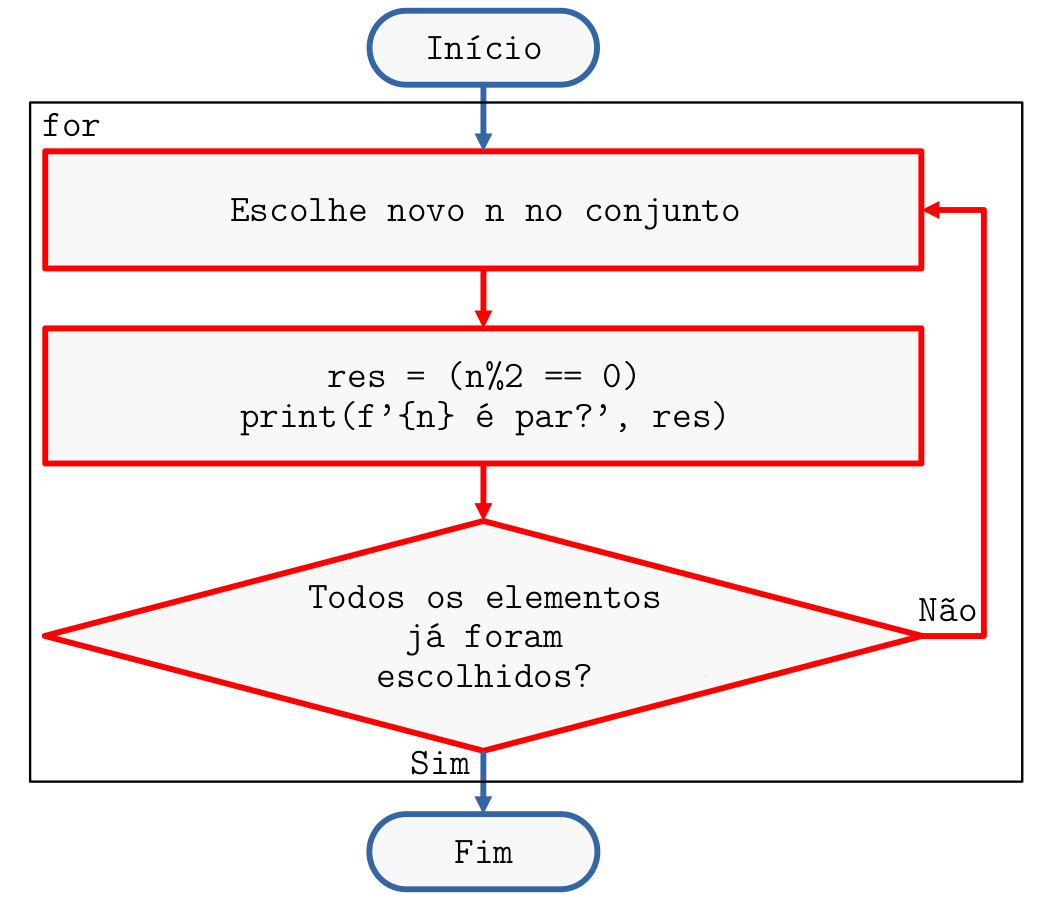 Início
for
Escolhe novo n no conjunto
res = (n%2 == 0)
print(f'{n} é par?', res)
Todos os elementos
já foram
escolhidos?
Não
Sim
Fim